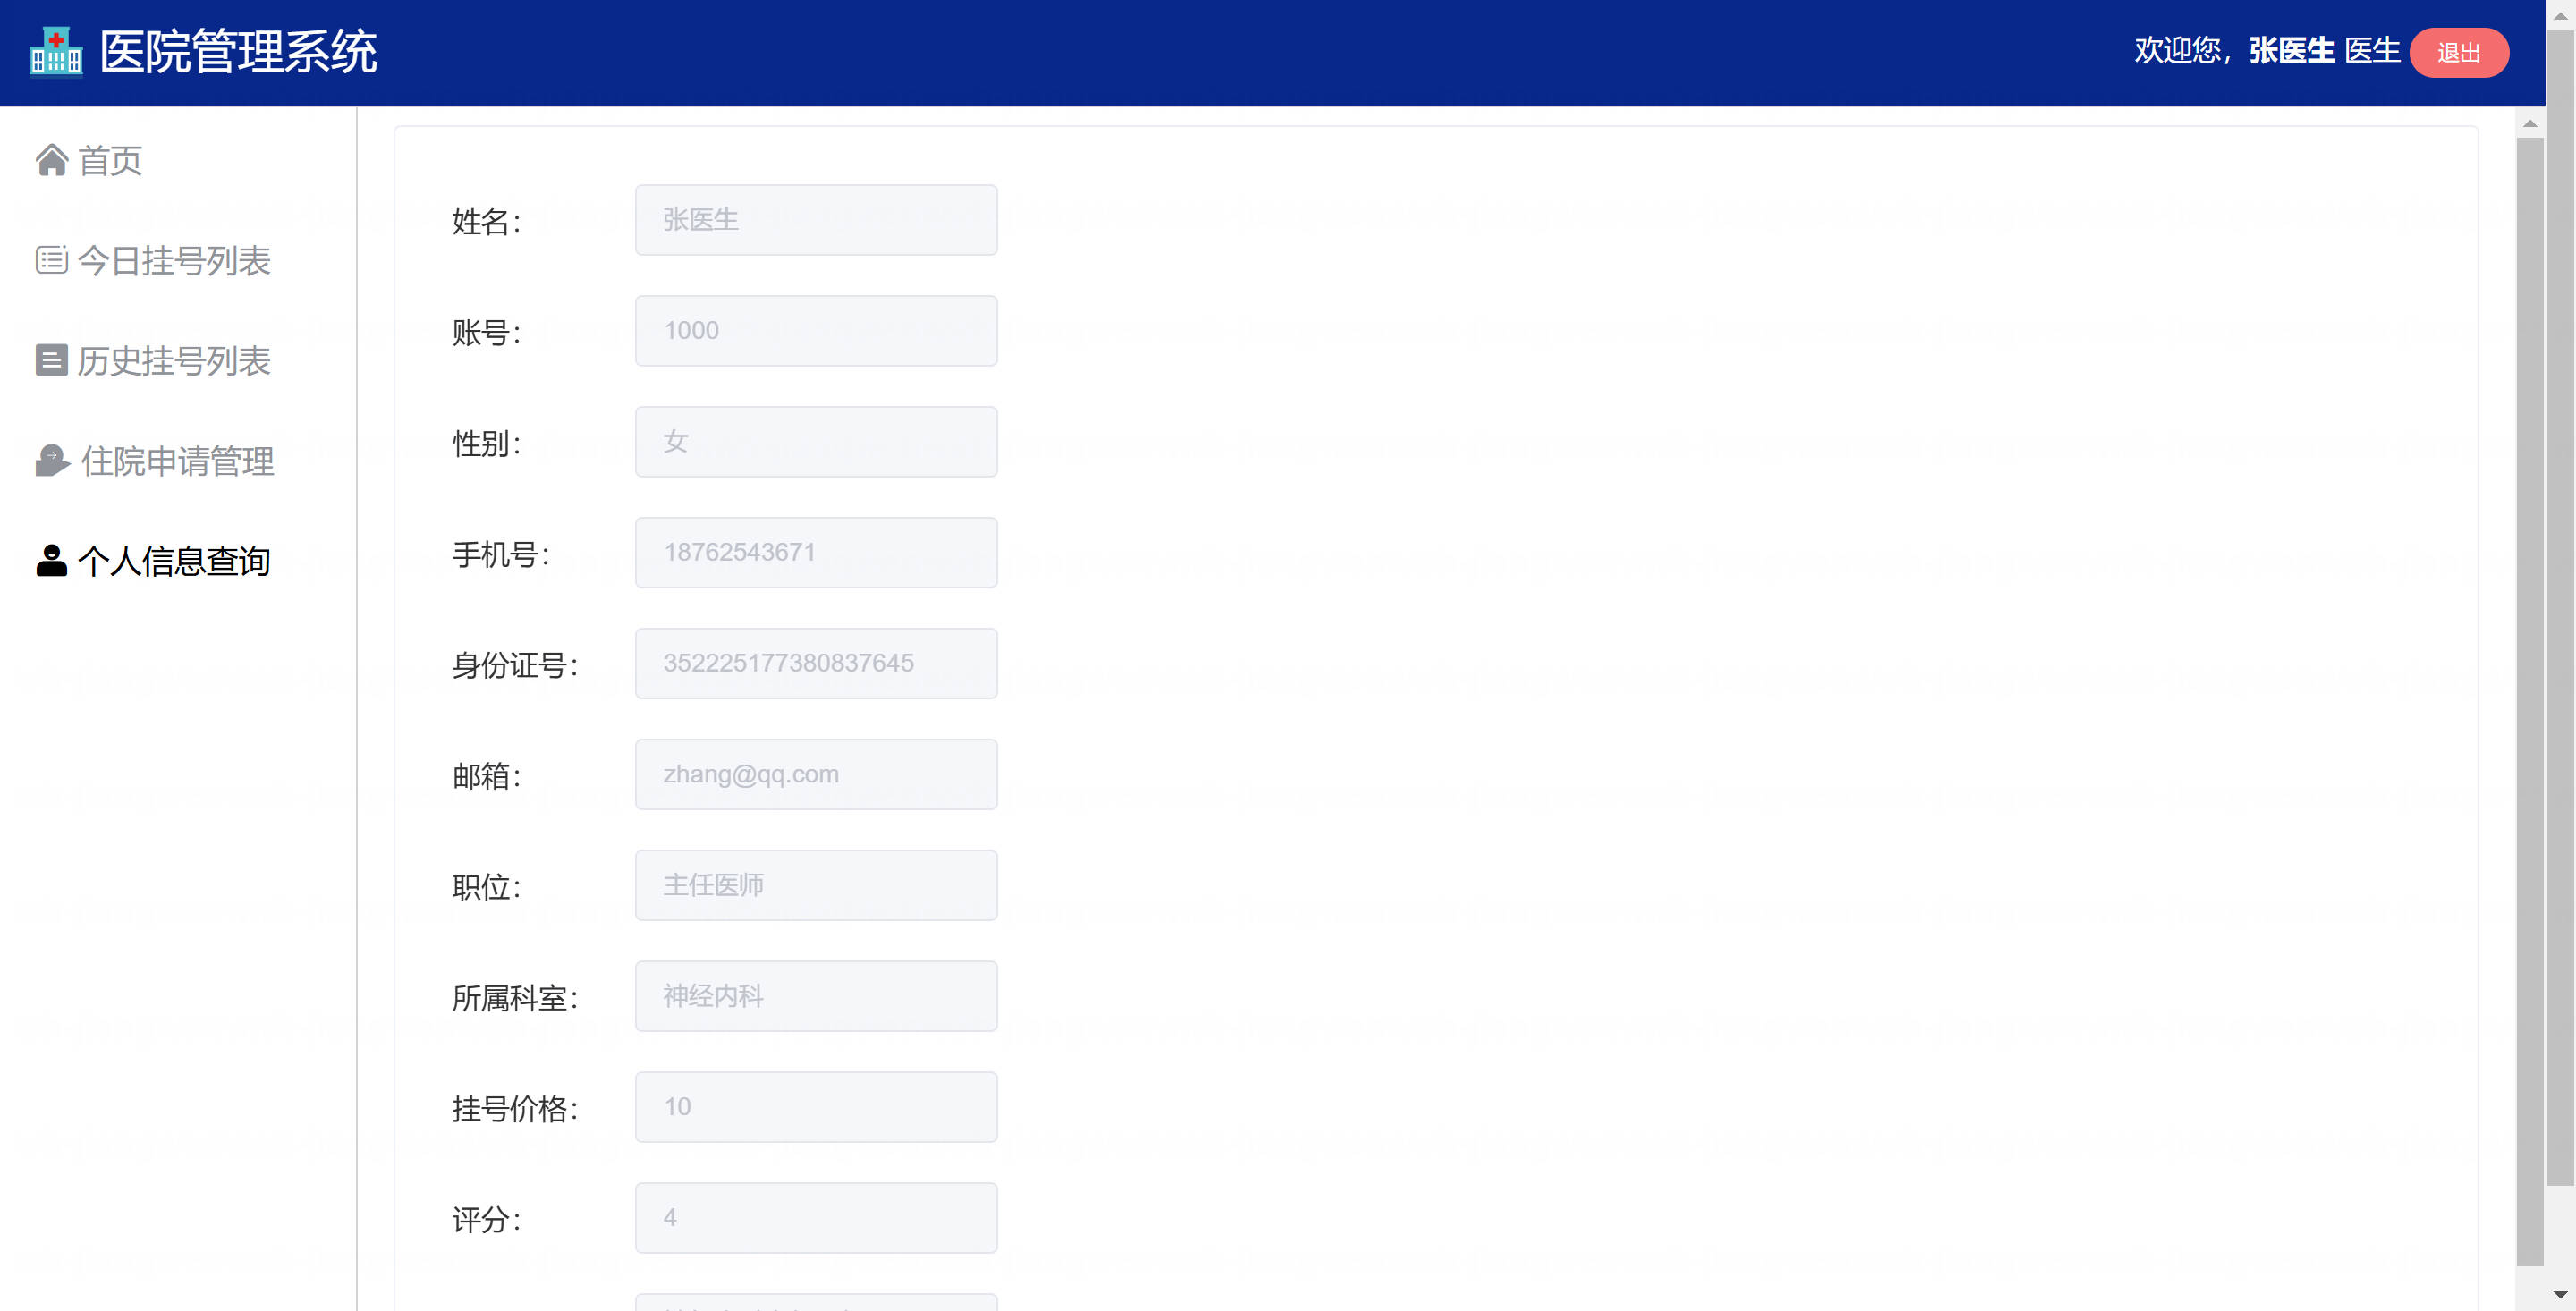 医院管理系统
欢迎您，张医生 医生 退出
首页
今日挂号列表
历史挂号列表
住院申请管理
个人信息查询
姓名： 张医生
账号： 1000
性别： 女
手机号： 18762543671
身份证号： 352225177380837645
邮箱： zhang@qq.com
职位： 主任医师
所属科室： 神经内科
挂号价格： 10
评分： 4